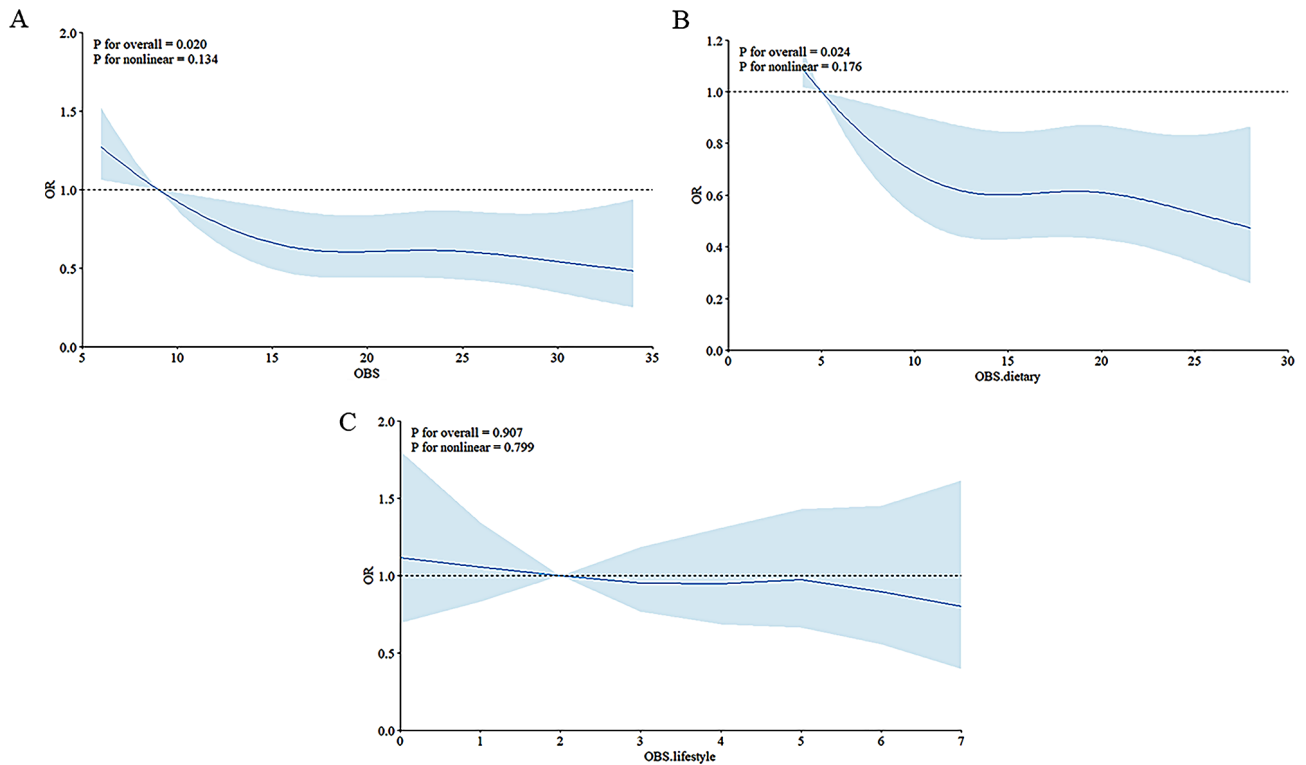 A
P for overall = 0.020
P for nonlinear = 0.134
2.0
1.5
1.0
0.5
0.0
OR
5 10 15 20 25 30 35
OBS
B
P for overall = 0.024
P for nonlinear = 0.176
1.2
1.0
0.8
0.6
0.4
0.2
0.0
OR
0 5 10 15 20 25 30
OBS.dietary
C
P for overall = 0.907
P for nonlinear = 0.799
2.0
1.5
1.0
0.5
0.0
OR
0 1 2 3 4 5 6 7
OBS.lifestyle